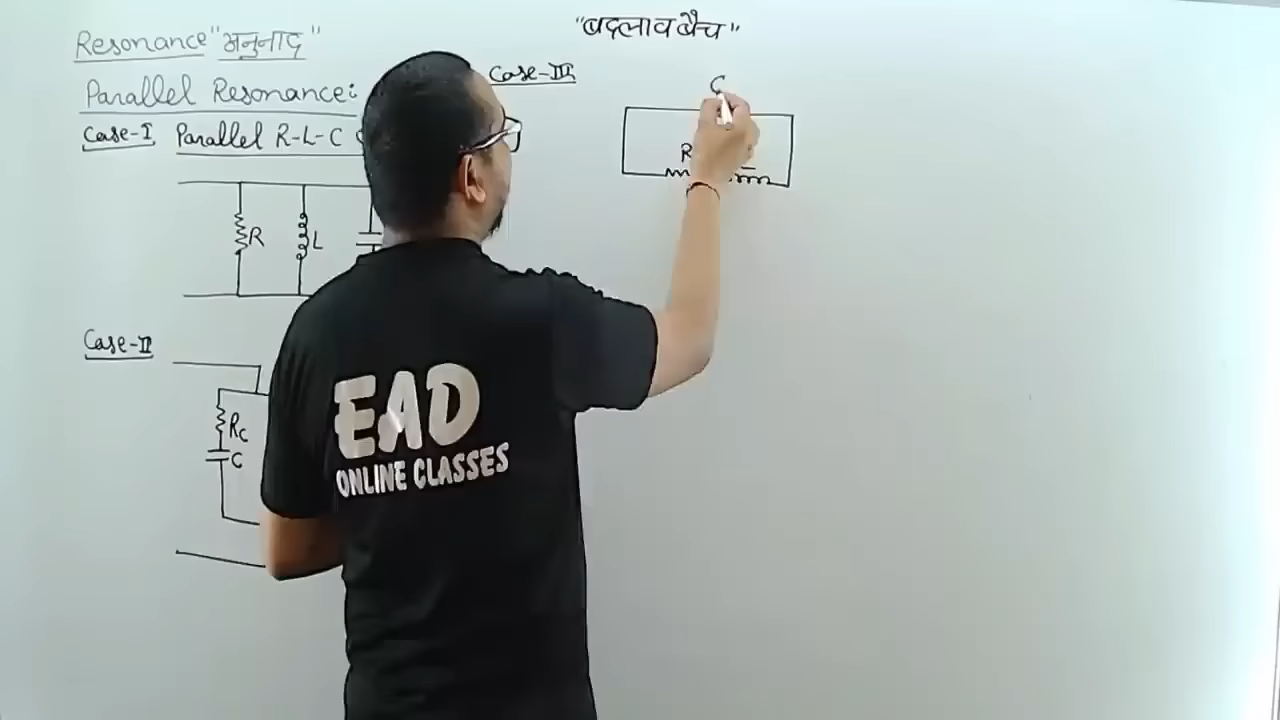 "बदलाव बैच"
Resonance "अनुनाद"
Parallel Resonance:
Case-I Parallel R-L-C
R
L
Case-II
Rc
C
Case-III
C
R
EAD
ONLINE CLASSES